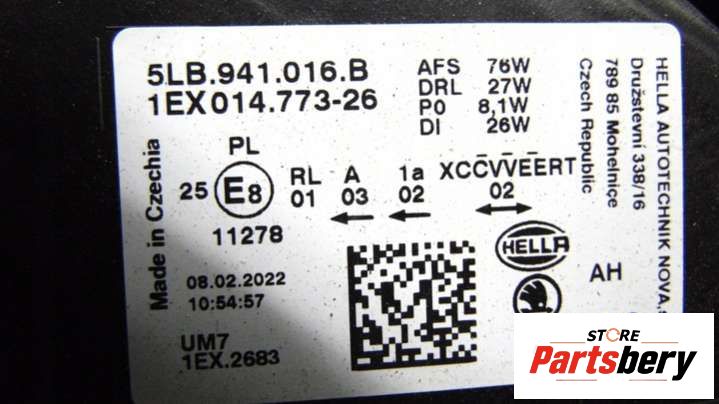 5LB.941.016.B
1EX014.773-26
AFS 76W
DRL 27W
P0 8,1W
DI 26W
Made in Czechia
PL
25 E8
11278
RL
01
A
03
1a
02
XCC̅V̅V̅E̅ERT
02
HELLA
AH
08.02.2022
10:54:57
UM7
1EX.2683
HELLA AUTOTECHNIK NOVA,
Družstevní 338/16
789 85 Mohelnice
Czech Republic
STORE
Partsbery